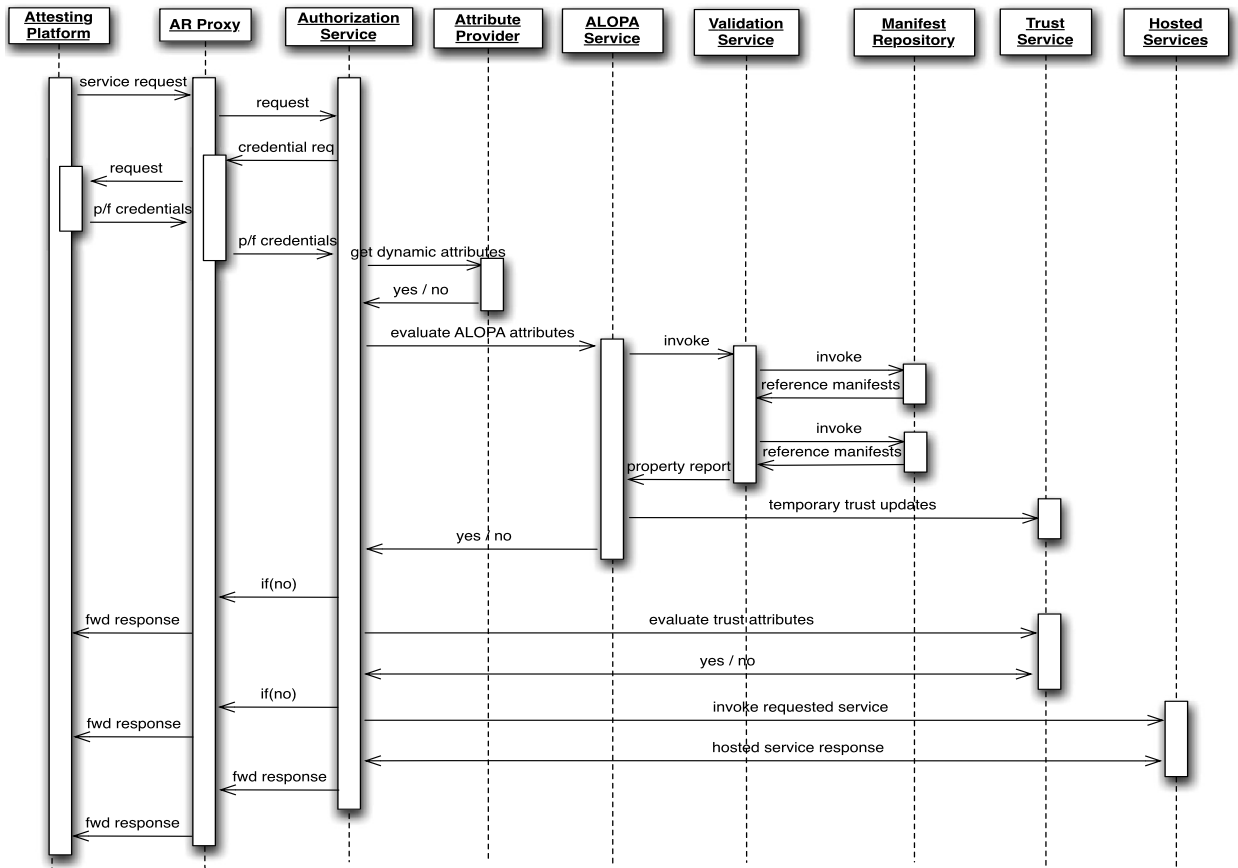 Attesting
Platform
AR Proxy
Authorization
Service
Attribute
Provider
ALOPA
Service
Validation
Service
Manifest
Repository
Trust
Service
Hosted
Services
service request
request
credential req
request
p/f credentials
p/f credentials
get dynamic attributes
yes / no
evaluate ALOPA attributes
invoke
invoke
reference manifests
invoke
reference manifests
property report
temporary trust updates
yes / no
if(no)
fwd response
evaluate trust attributes
yes / no
if(no)
invoke requested service
fwd response
hosted service response
fwd response
fwd response